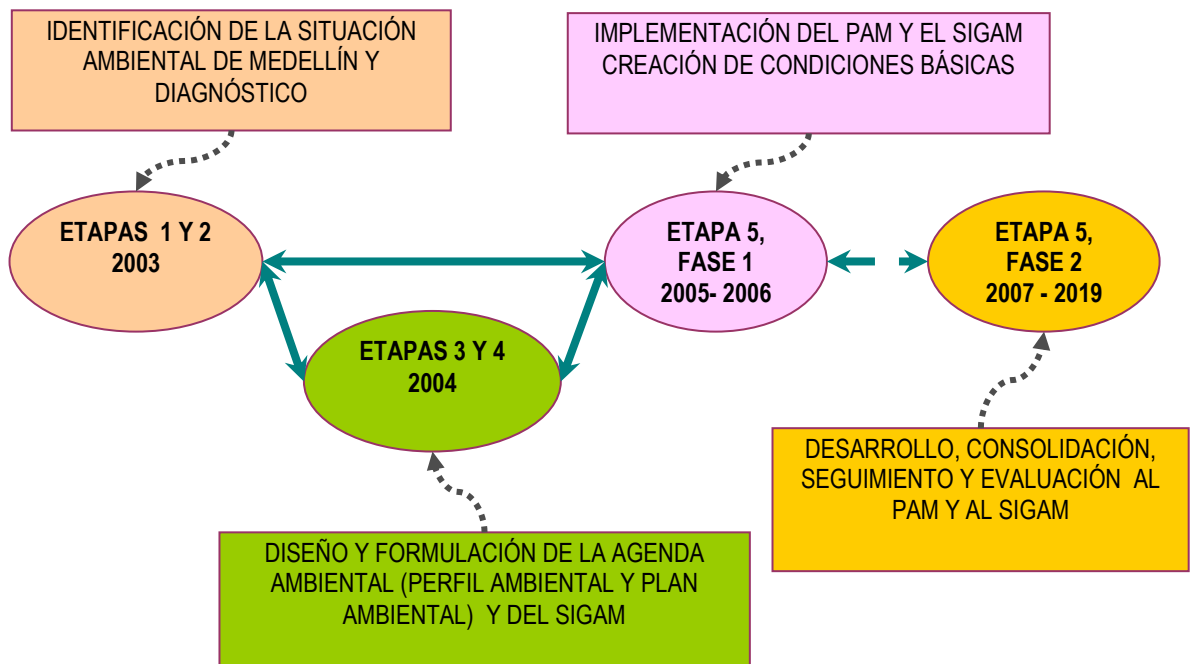 IDENTIFICACIÓN DE LA SITUACIÓN
AMBIENTAL DE MEDELLÍN Y
DIAGNÓSTICO
IMPLEMENTACIÓN DEL PAM Y EL SIGAM
CREACIÓN DE CONDICIONES BÁSICAS
ETAPAS 1 Y 2
2003
ETAPA 5,
FASE 1
2005- 2006
ETAPA 5,
FASE 2
2007 - 2019
ETAPAS 3 Y 4
2004
DESARROLLO, CONSOLIDACIÓN,
SEGUIMIENTO Y EVALUACIÓN AL
PAM Y AL SIGAM
DISEÑO Y FORMULACIÓN DE LA AGENDA
AMBIENTAL (PERFIL AMBIENTAL Y PLAN
AMBIENTAL) Y DEL SIGAM